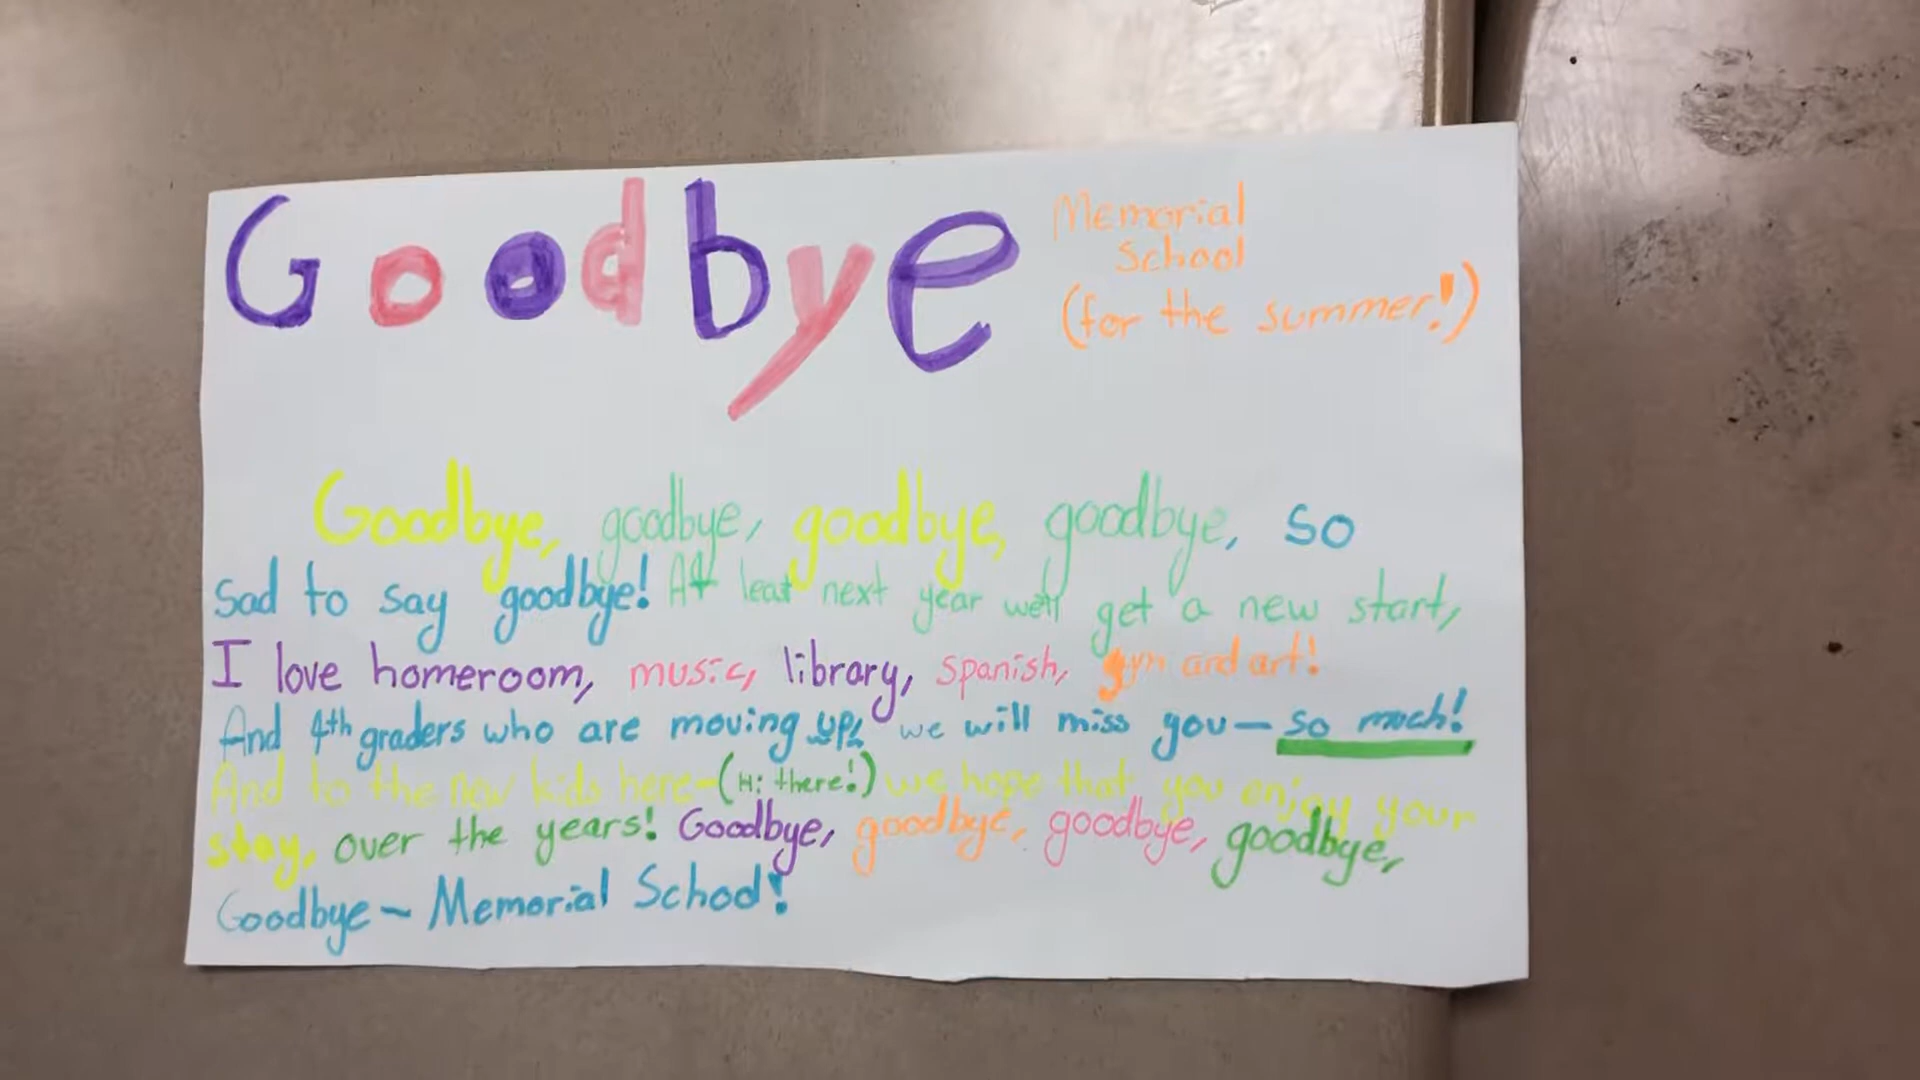 Goodbye
Memorial
School
(for the summer!)
Goodbye, goodbye, goodbye, goodbye, so
sad to say goodbye! At least next year we'll get a new start,
I love homeroom, music, library, spanish, gym and art!
And 4th graders who are moving up, we will miss you — so much!
And to the new kids here - (Hi there!) we hope that you enjoy your
stay, over the years! Goodbye, goodbye, goodbye, goodbye,
Goodbye ~ Memorial School!